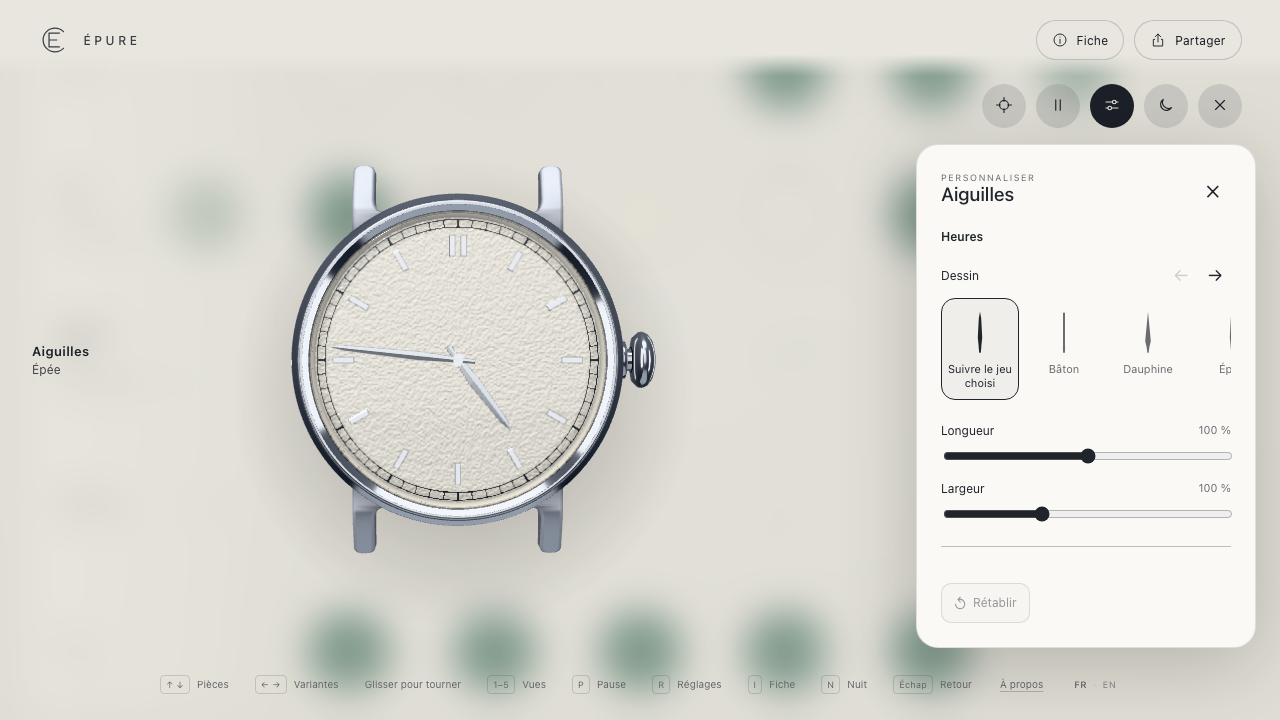 ÉPURE
Fiche
Partager
PERSONNALISER
Aiguilles
Heures
Dessin
Suivre le jeu
choisi
Bâton
Dauphine
Ép
Longueur
100 %
Largeur
100 %
Rétablir
Aiguilles
Épée
↑ ↓ Pièces
← → Variantes
Glisser pour tourner
1–5 Vues
P Pause
R Réglages
I Fiche
N Nuit
Échap Retour
À propos
FR · EN